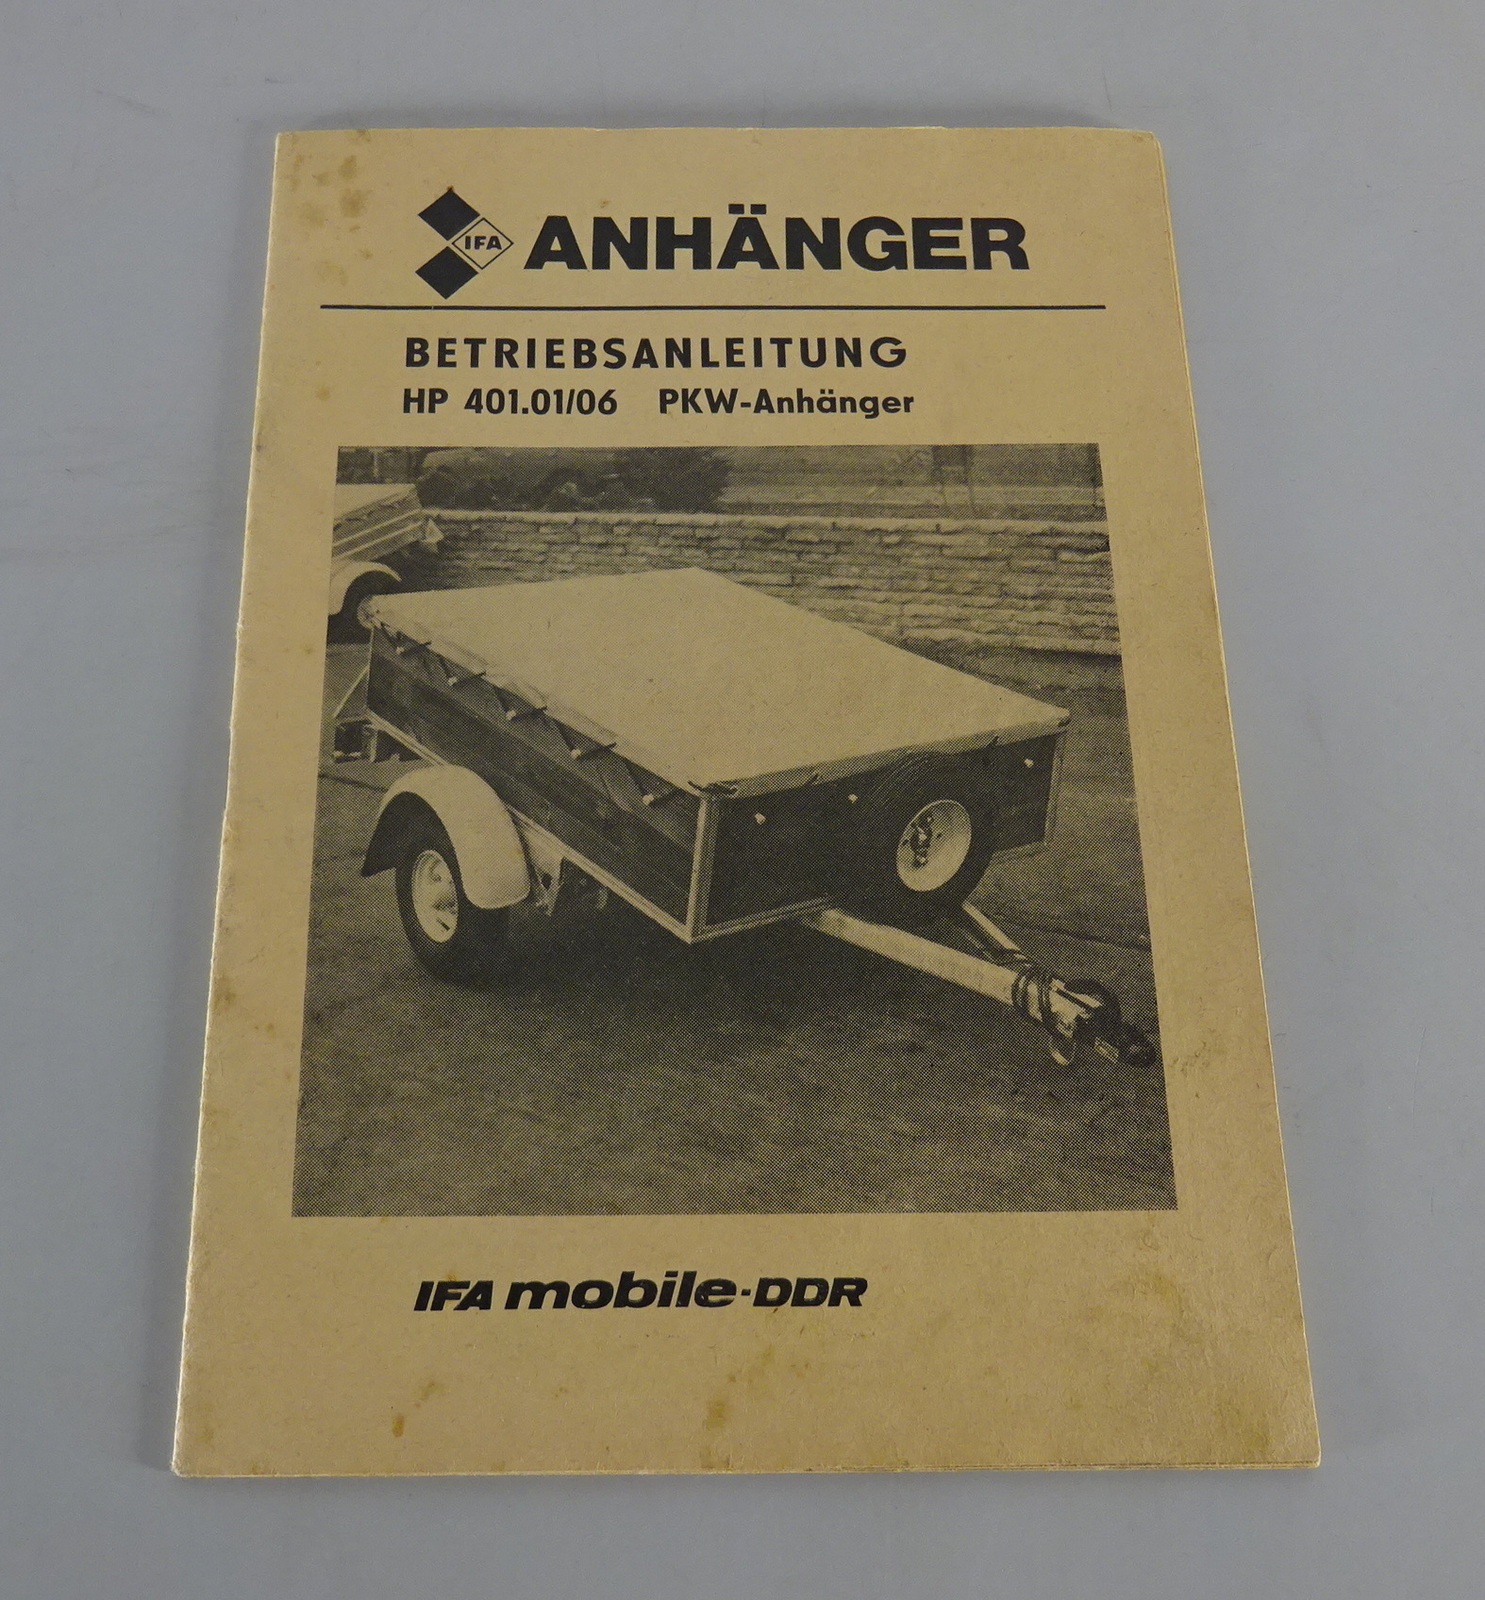 IFA ANHÄNGER
BETRIEBSANLEITUNG
HP 401.01/06 PKW-Anhänger
IFA mobile-DDR